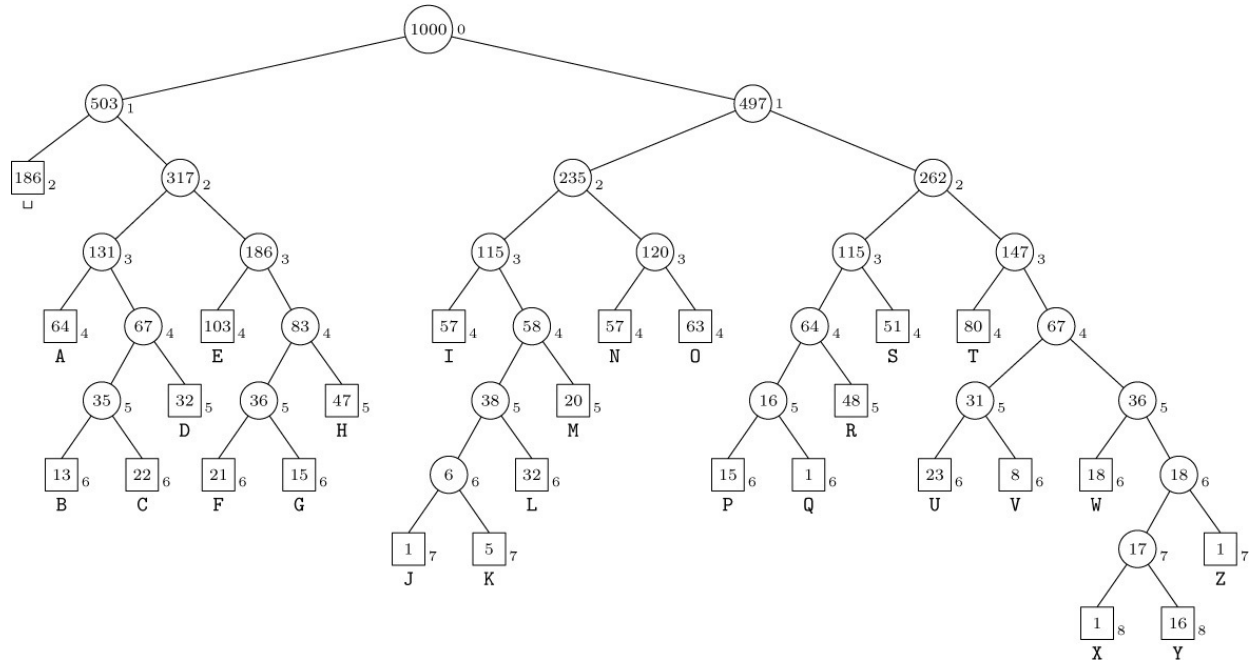 1000 0
503 1 497 1
186 2 317 2 235 2 262 2
␣
131 3 186 3 115 3 120 3 115 3 147 3
64 4 67 4 103 4 83 4 57 4 58 4 57 4 63 4 64 4 51 4 80 4 67 4
A E I N O S T
35 5 32 5 36 5 47 5 38 5 20 5 16 5 48 5 31 5 36 5
D H M R
13 6 22 6 21 6 15 6 6 6 32 6 15 6 1 6 23 6 8 6 18 6 18 6
B C F G L P Q U V W
1 7 5 7 17 7 1 7
J K Z
1 8 16 8
X Y